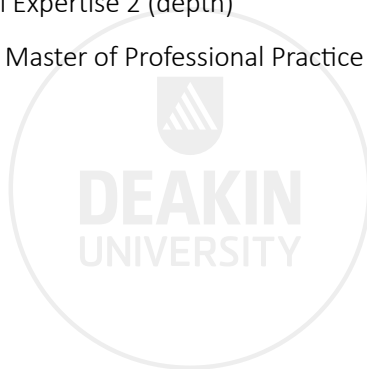 Expertise 2 (depth)
Master of Professional Practice
DEAKIN
UNIVERSITY